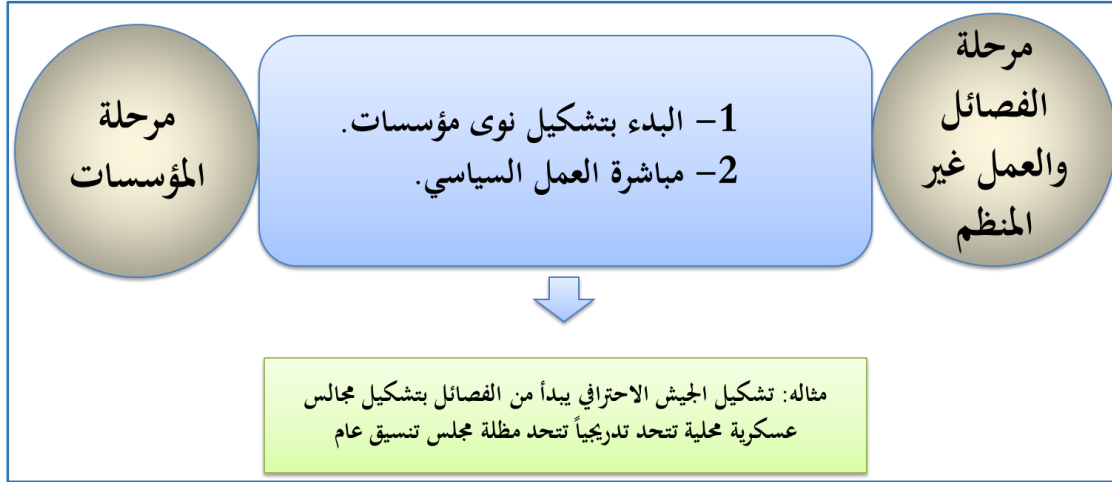 مرحلة
الفصائل
والعمل غير
المنظم
1- البدء بتشكيل نوى مؤسسات.
2- مباشرة العمل السياسي.
مرحلة
المؤسسات
مثاله: تشكيل الجيش الاحترافي يبدأ من الفصائل بتشكيل مجالس
عسكرية محلية تتحد تدريجياً تتحد مظلة مجلس تنسيق عام